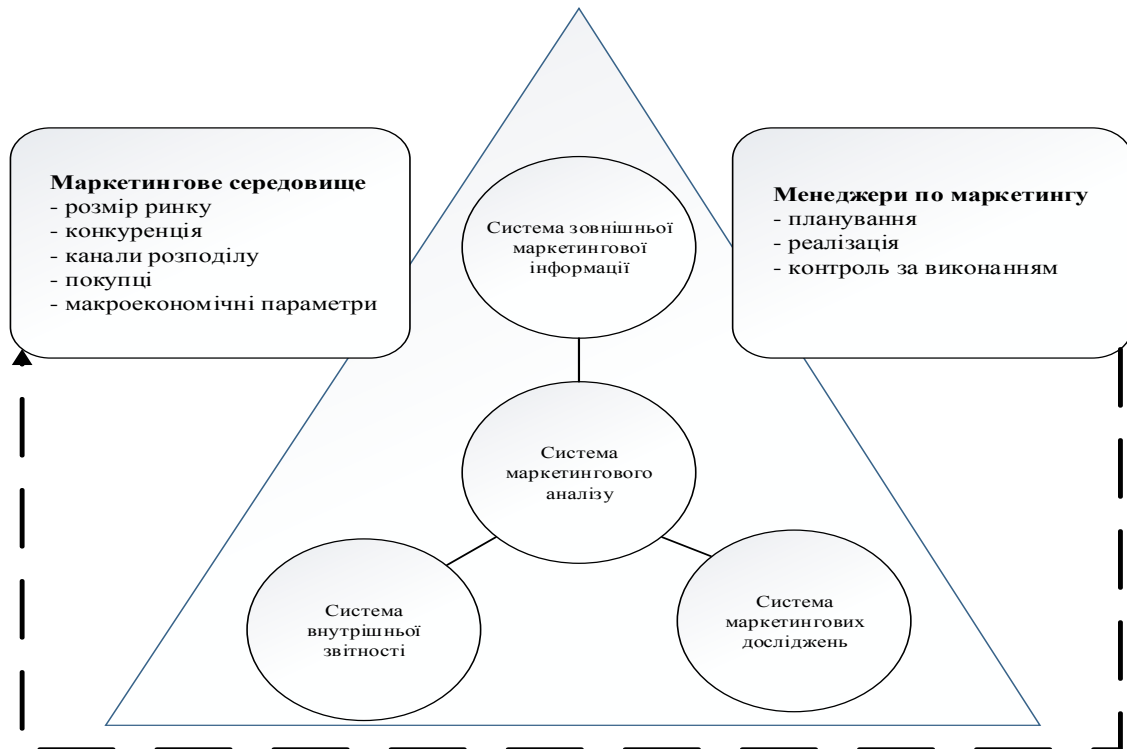 Маркетингове середовище
- розмір ринку
- конкуренція
- канали розподілу
- покупці
- макроекономічні параметри
Менеджери по маркетингу
- планування
- реалізація
- контроль за виконанням
Система зовнішньої
маркетингової
інформації
Система
маркетингового
аналізу
Система
внутрішньої
звітності
Система
маркетингових
досліджень